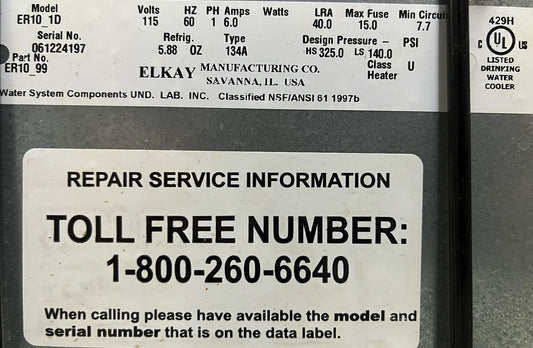 Model Volts HZ PH Amps Watts LRA Max Fuse Min Circui
ER10_1D 115 60 1 6.0 40.0 15.0 7.7
Serial No. Refrig. Type Design Pressure - PSI
061224197 5.88 OZ 134A HS 325.0 LS 140.0
Part No. ELKAY MANUFACTURING CO. Class U
ER10_99 SAVANNA, IL. USA Heater
Water System Components UND. LAB. INC. Classified NSF/ANSI 61 1997b
429H
C UL US
LISTED
DRINKING
WATER
COOLER
REPAIR SERVICE INFORMATION
TOLL FREE NUMBER:
1-800-260-6640
When calling please have available the model and
serial number that is on the data label.